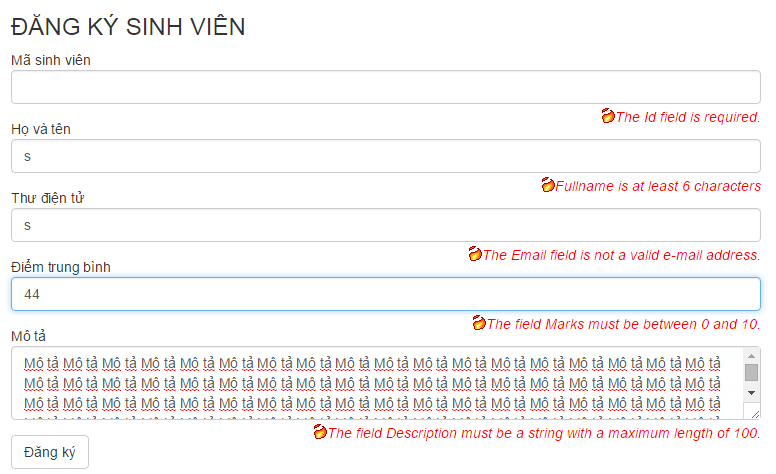 ĐĂNG KÝ SINH VIÊN
Mã sinh viên
The Id field is required.
Họ và tên
s
Fullname is at least 6 characters
Thư điện tử
s
The Email field is not a valid e-mail address.
Điểm trung bình
44
The field Marks must be between 0 and 10.
Mô tả
Mô tả Mô tả Mô tả Mô tả Mô tả Mô tả Mô tả Mô tả Mô tả Mô tả Mô tả Mô tả Mô tả Mô tả Mô tả Mô tả Mô tả Mô tả
Mô tả Mô tả Mô tả Mô tả Mô tả Mô tả Mô tả Mô tả Mô tả Mô tả Mô tả Mô tả Mô tả Mô tả Mô tả Mô tả Mô tả Mô tả
Mô tả Mô tả Mô tả Mô tả Mô tả Mô tả Mô tả Mô tả Mô tả Mô tả Mô tả Mô tả Mô tả Mô tả Mô tả Mô tả Mô tả Mô tả
The field Description must be a string with a maximum length of 100.
Đăng ký